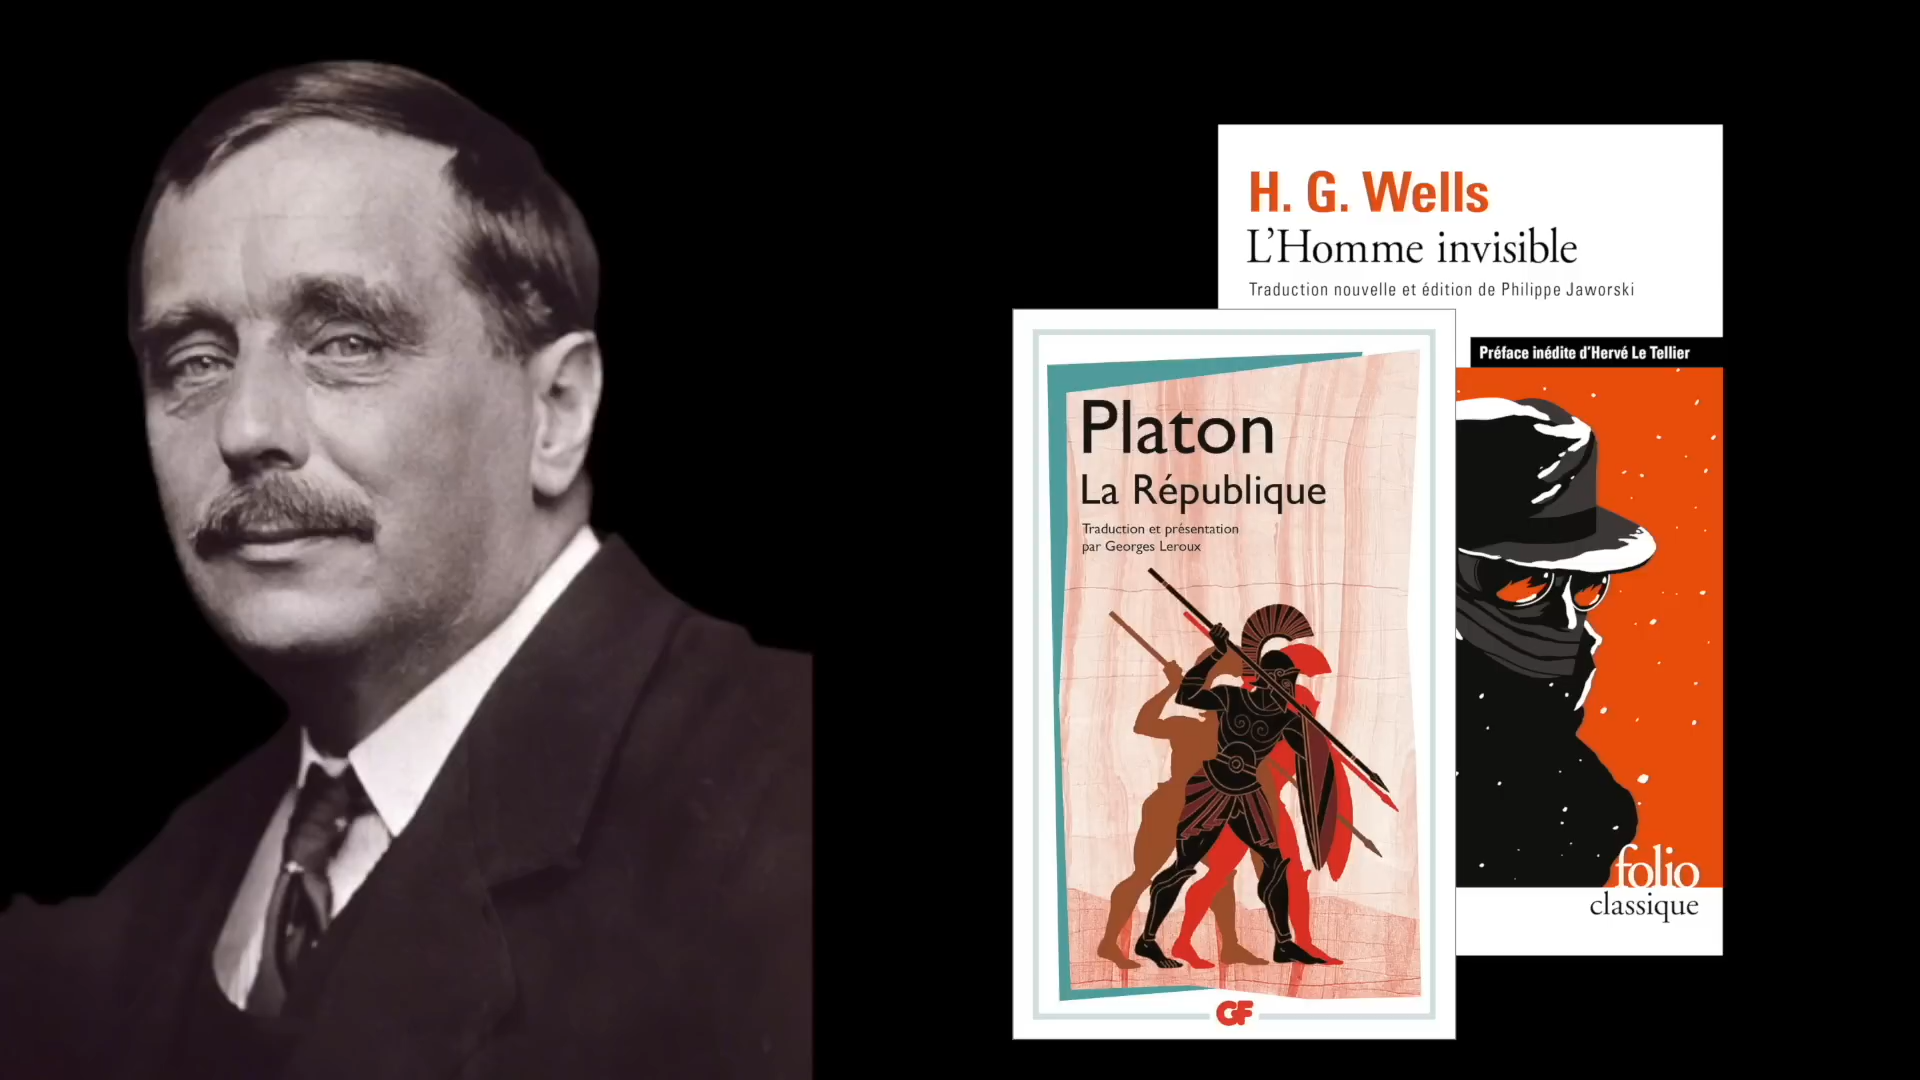 H. G. Wells
L'Homme invisible
Traduction nouvelle et édition de Philippe Jaworski
Préface inédite d'Hervé Le Tellier
folio
classique
Platon
La République
Traduction et présentation
par Georges Leroux
GF